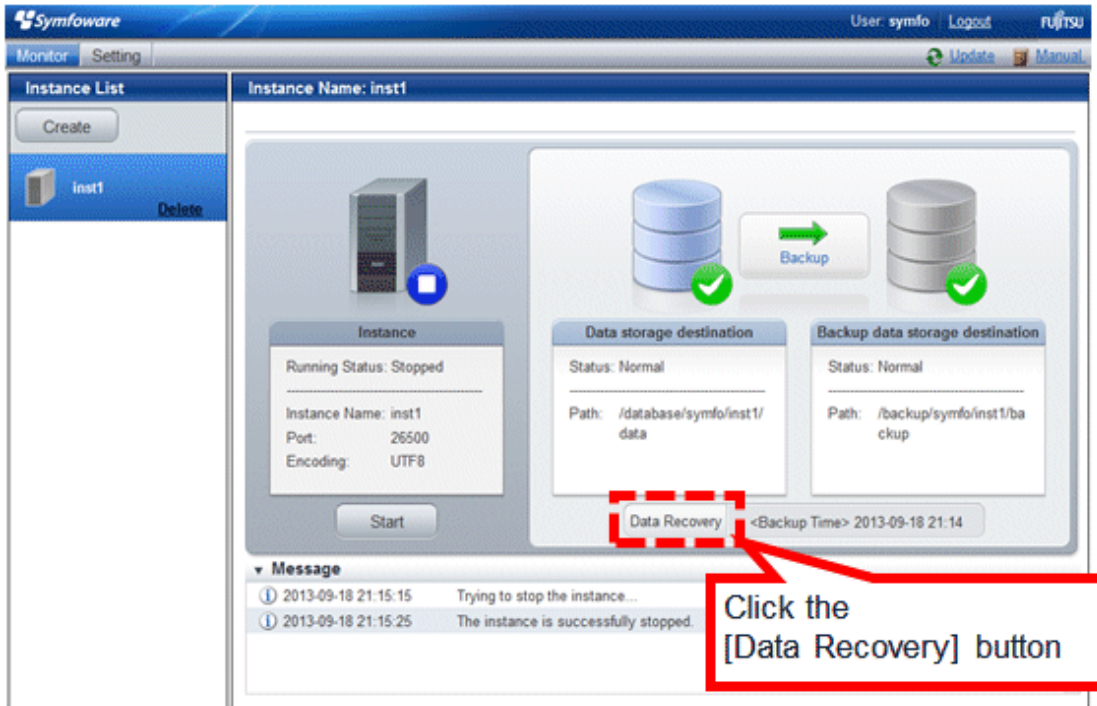 Symfoware
User: symfo Logout FUJITSU
Monitor Setting
Update Manual.
Instance List
Create
inst1
Delete
Instance Name: inst1
Backup
Instance
Running Status: Stopped
Instance Name: inst1
Port: 26500
Encoding: UTF8
Start
Data storage destination
Status: Normal
Path: /database/symfo/inst1/
data
Backup data storage destination
Status: Normal
Path: /backup/symfo/inst1/ba
ckup
Data Recovery
<Backup Time> 2013-09-18 21:14
Message
2013-09-18 21:15:15 Trying to stop the instance...
2013-09-18 21:15:25 The instance is successfully stopped.
Click the
[Data Recovery] button